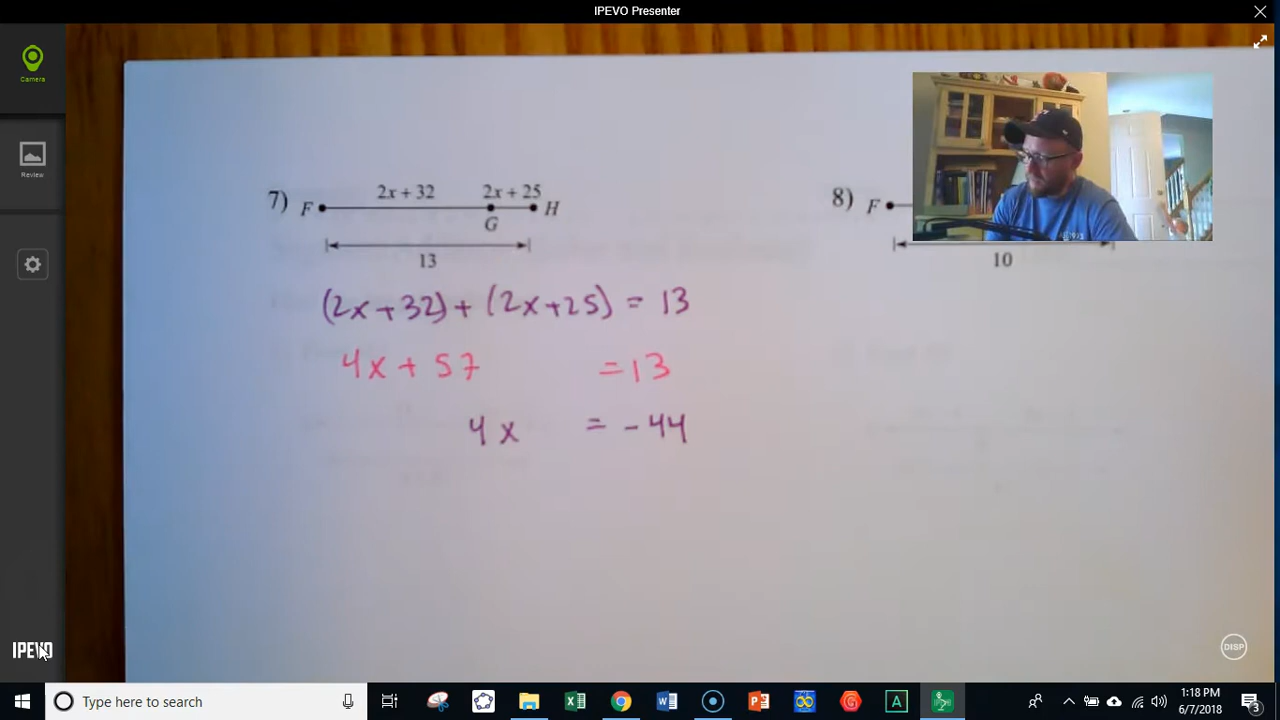 IPEVO Presenter
Camera
Review
7) F 2x + 32 G 2x + 25 H
13
(2x+32) + (2x+25) = 13
4x + 57 = 13
4x = -44
8) F
10
IPEVO
DISP
Type here to search
1:18 PM
6/7/2018
3